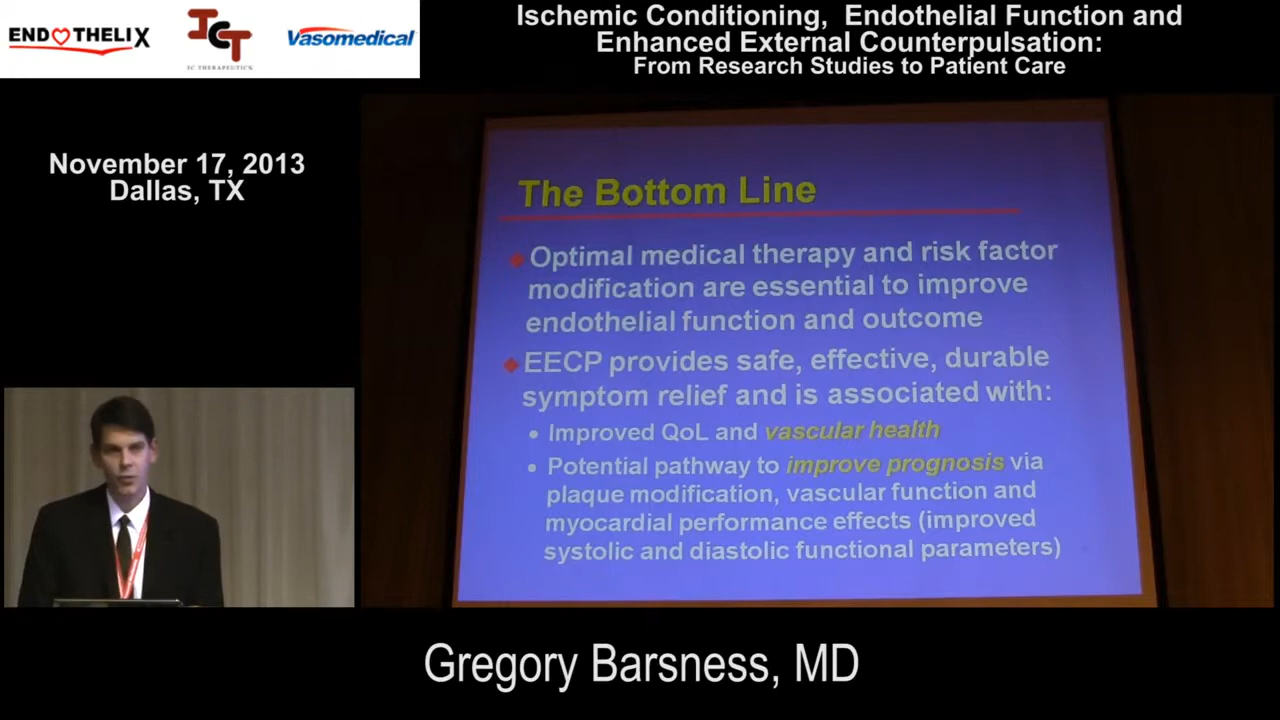 ENDOTHELIX
ICT
EC THERAPEUTICS
Vasomedical
Ischemic Conditioning, Endothelial Function and
Enhanced External Counterpulsation:
From Research Studies to Patient Care
November 17, 2013
Dallas, TX
The Bottom Line
Optimal medical therapy and risk factor
modification are essential to improve
endothelial function and outcome
EECP provides safe, effective, durable
symptom relief and is associated with:
• Improved QoL and vascular health
• Potential pathway to improve prognosis via
plaque modification, vascular function and
myocardial performance effects (improved
systolic and diastolic functional parameters)
Gregory Barsness, MD